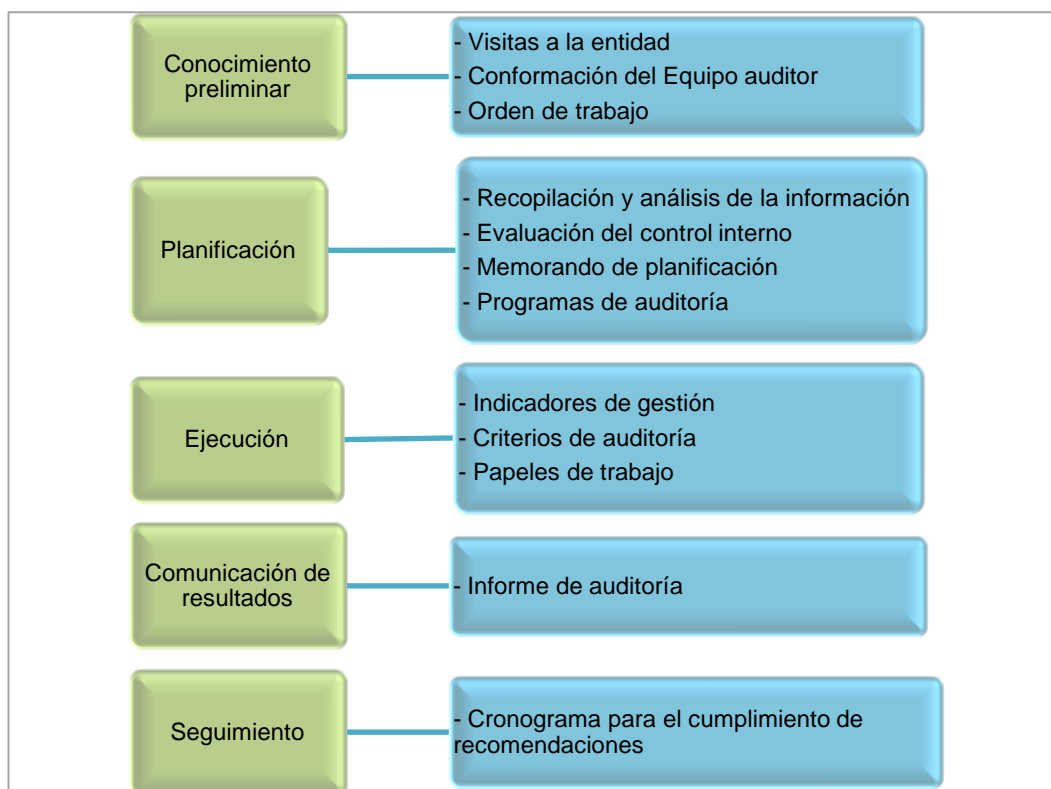 Conocimiento
preliminar
- Visitas a la entidad
- Conformación del Equipo auditor
- Orden de trabajo
Planificación
- Recopilación y análisis de la información
- Evaluación del control interno
- Memorando de planificación
- Programas de auditoría
Ejecución
- Indicadores de gestión
- Criterios de auditoría
- Papeles de trabajo
Comunicación de
resultados
- Informe de auditoría
Seguimiento
- Cronograma para el cumplimiento de
recomendaciones